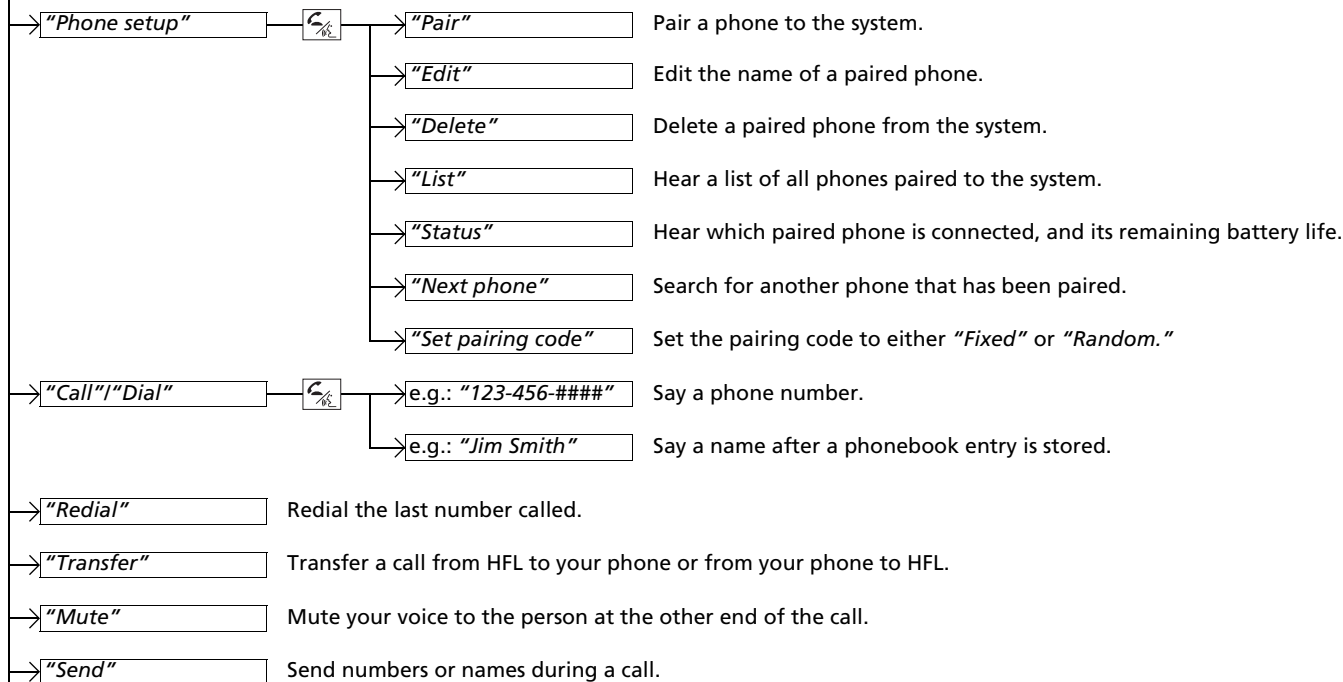 "Phone setup" "Pair" Pair a phone to the system.
"Edit" Edit the name of a paired phone.
"Delete" Delete a paired phone from the system.
"List" Hear a list of all phones paired to the system.
"Status" Hear which paired phone is connected, and its remaining battery life.
"Next phone" Search for another phone that has been paired.
"Set pairing code" Set the pairing code to either "Fixed" or "Random."
"Call"/"Dial" e.g.: "123-456-####" Say a phone number.
e.g.: "Jim Smith" Say a name after a phonebook entry is stored.
"Redial" Redial the last number called.
"Transfer" Transfer a call from HFL to your phone or from your phone to HFL.
"Mute" Mute your voice to the person at the other end of the call.
"Send" Send numbers or names during a call.